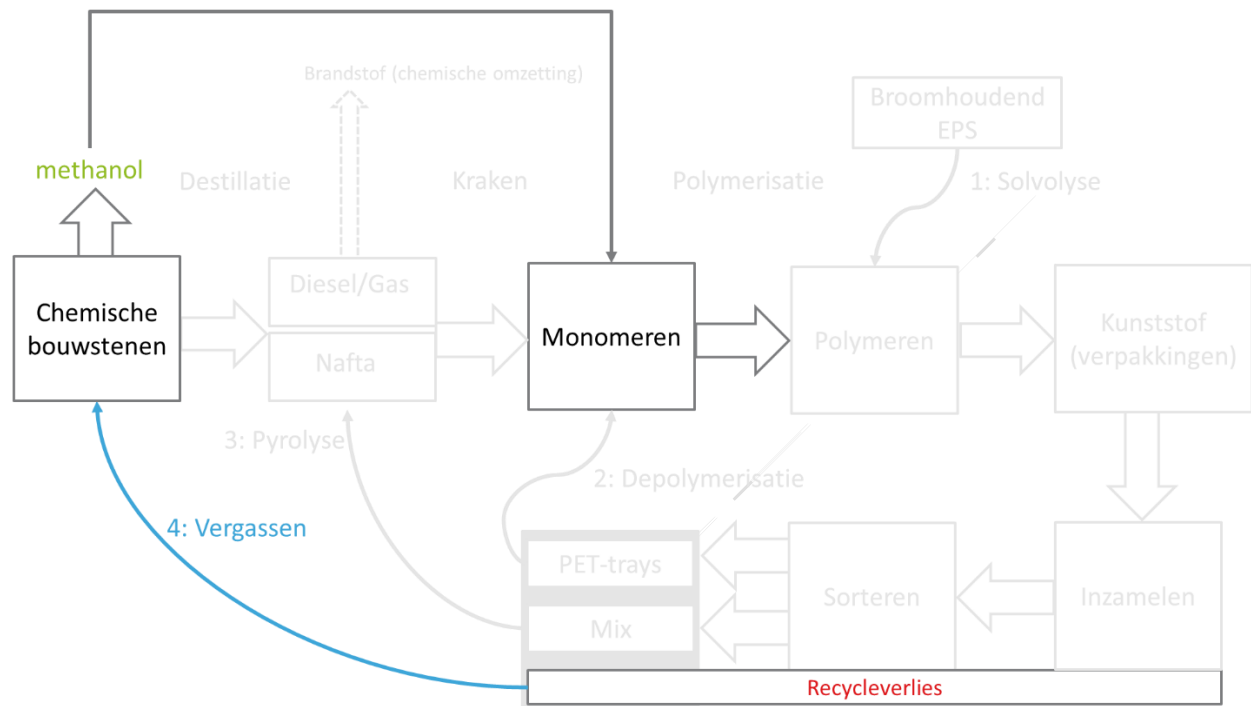 Brandstof (chemische omzetting)
Broomhoudend
EPS
methanol
Destillatie
Kraken
Polymerisatie
1: Solvolyse
Chemische
bouwstenen
Diesel/Gas
Nafta
Monomeren
Polymeren
Kunststof
(verpakkingen)
3: Pyrolyse
2: Depolymerisatie
4: Vergassen
PET-trays
Mix
Sorteren
Inzamelen
Recycleverlies